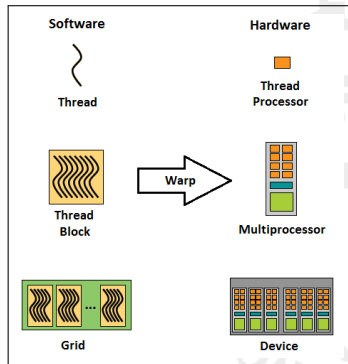 Software
Hardware
Thread
Thread
Processor
Warp
Thread
Block
Multiprocessor
...
Grid
Device